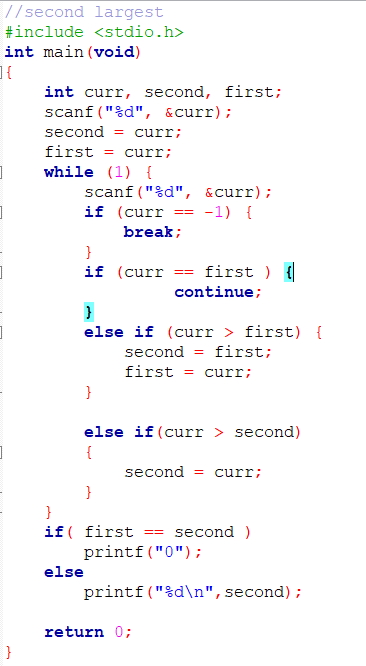 //second largest
#include <stdio.h>
int main(void)
{
    int curr, second, first;
    scanf("%d", &curr);
    second = curr;
    first = curr;
    while (1) {
        scanf("%d", &curr);
        if (curr == -1) {
            break;
        }
        if (curr == first ) {
                 continue;
        }
        else if (curr > first) {
            second = first;
            first = curr;
        }

        else if(curr > second)
        {
            second = curr;
        }
    }
    if( first == second )
        printf("0");
    else
        printf("%d\n",second);

    return 0;
}